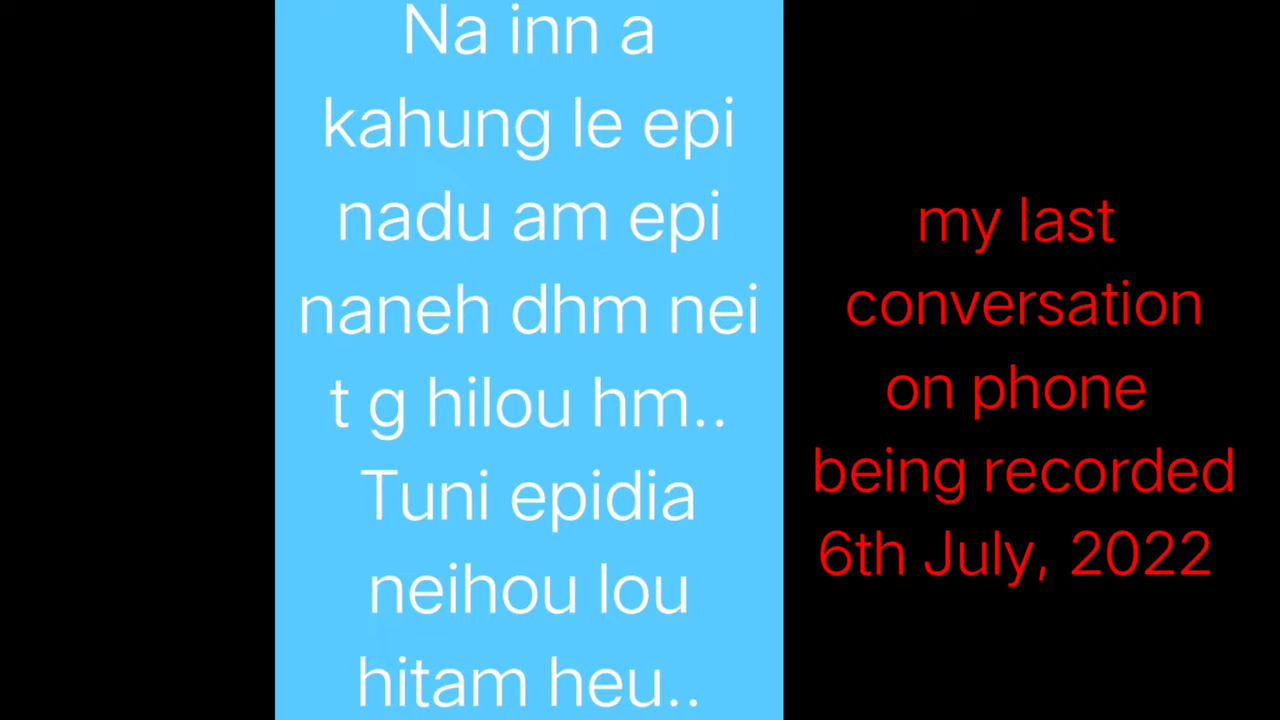 Na inn a
kahung le epi
nadu am epi
naneh dhm nei
t g hilou hm..
Tuni epidia
neihou lou
hitam heu..
my last
conversation
on phone
being recorded
6th July, 2022